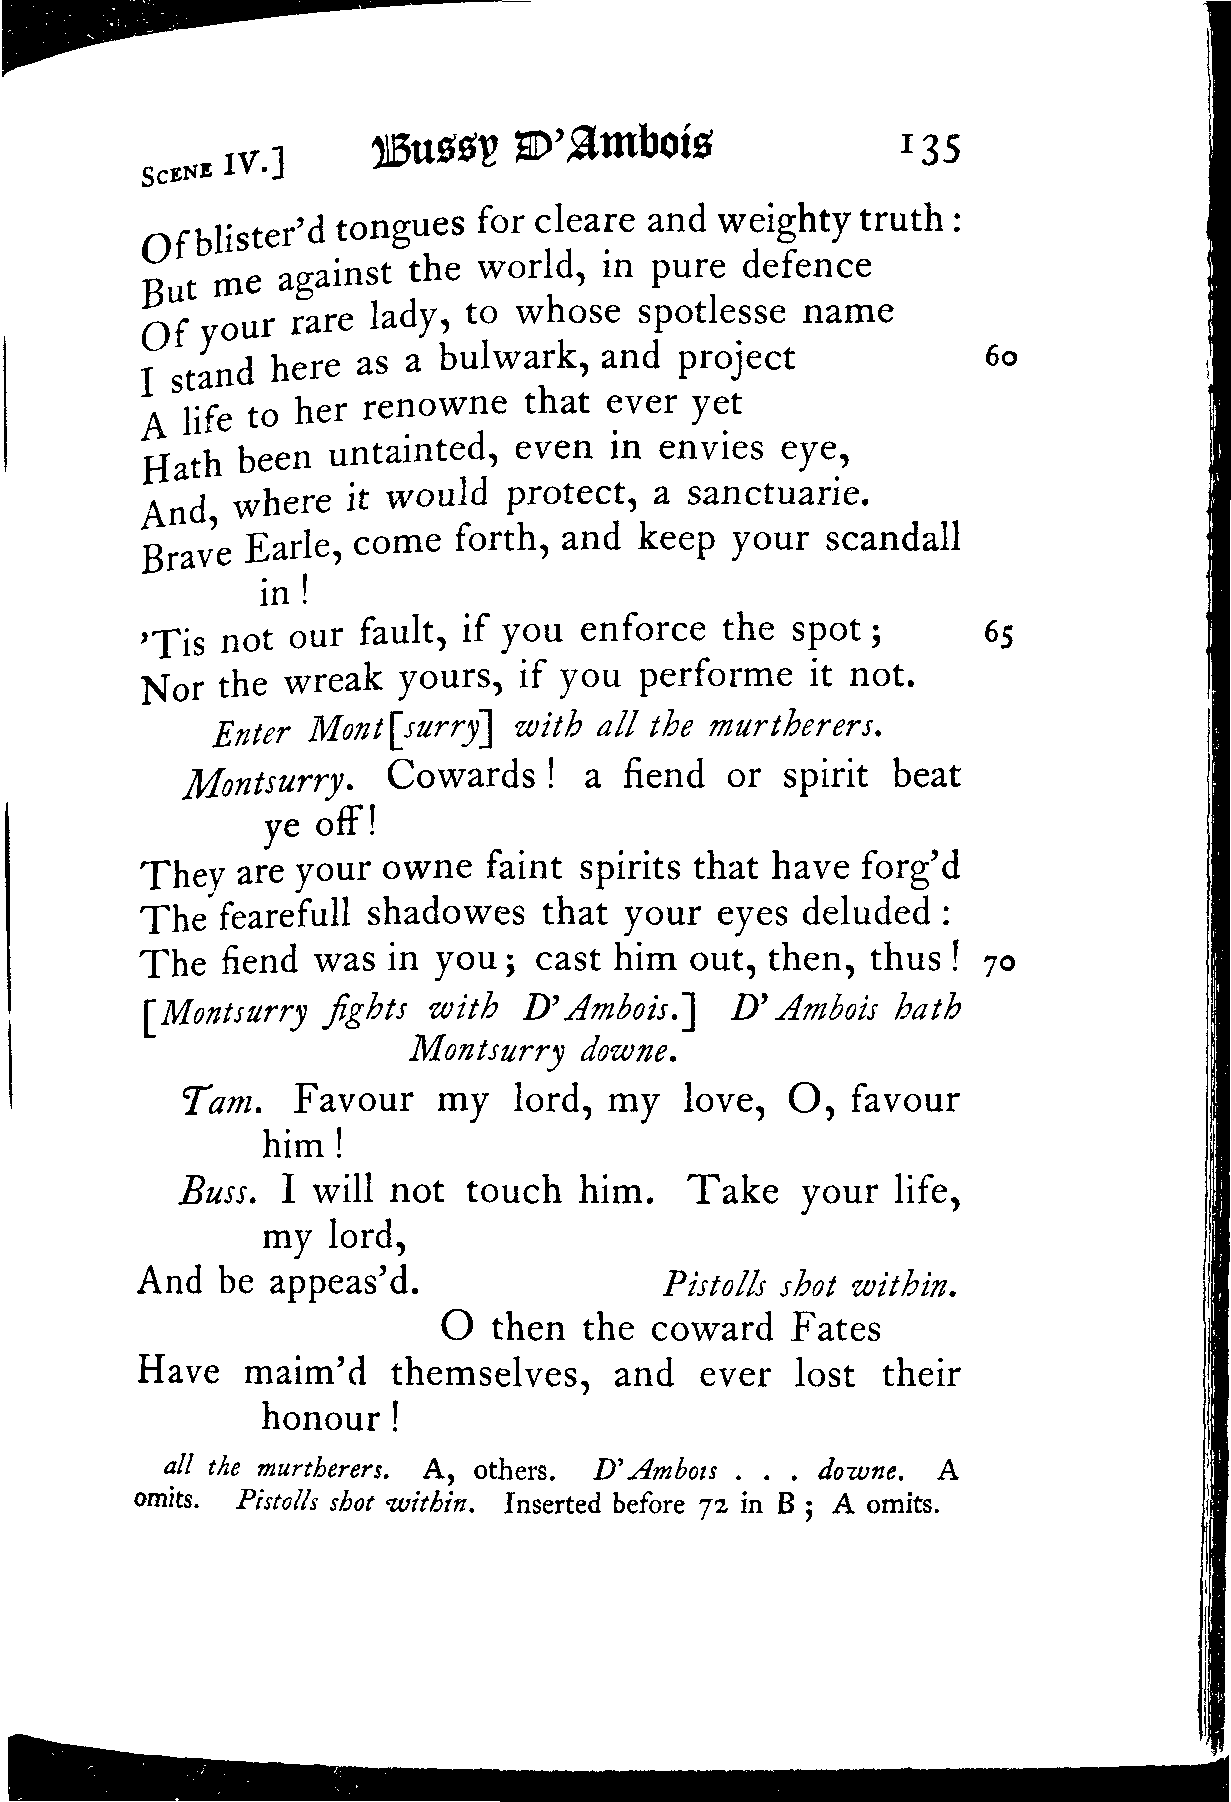 SCENE IV.] Bussy D'Ambois 135
Of blister'd tongues for cleare and weighty truth :
But me against the world, in pure defence
Of your rare lady, to whose spotlesse name
I stand here as a bulwark, and project 60
A life to her renowne that ever yet
Hath been untainted, even in envies eye,
And, where it would protect, a sanctuarie.
Brave Earle, come forth, and keep your scandall
in !
'Tis not our fault, if you enforce the spot ; 65
Nor the wreak yours, if you performe it not.
Enter Mont[surry] with all the murtherers.
Montsurry. Cowards ! a fiend or spirit beat
ye off !
They are your owne faint spirits that have forg'd
The fearefull shadowes that your eyes deluded :
The fiend was in you ; cast him out, then, thus ! 70
[Montsurry fights with D'Ambois.] D'Ambois hath
Montsurry downe.
Tam. Favour my lord, my love, O, favour
him !
Buss. I will not touch him. Take your life,
my lord,
And be appeas'd. Pistolls shot within.
O then the coward Fates
Have maim'd themselves, and ever lost their
honour !
all the murtherers. A, others. D'Ambois . . . downe. A
omits. Pistolls shot within. Inserted before 72 in B ; A omits.